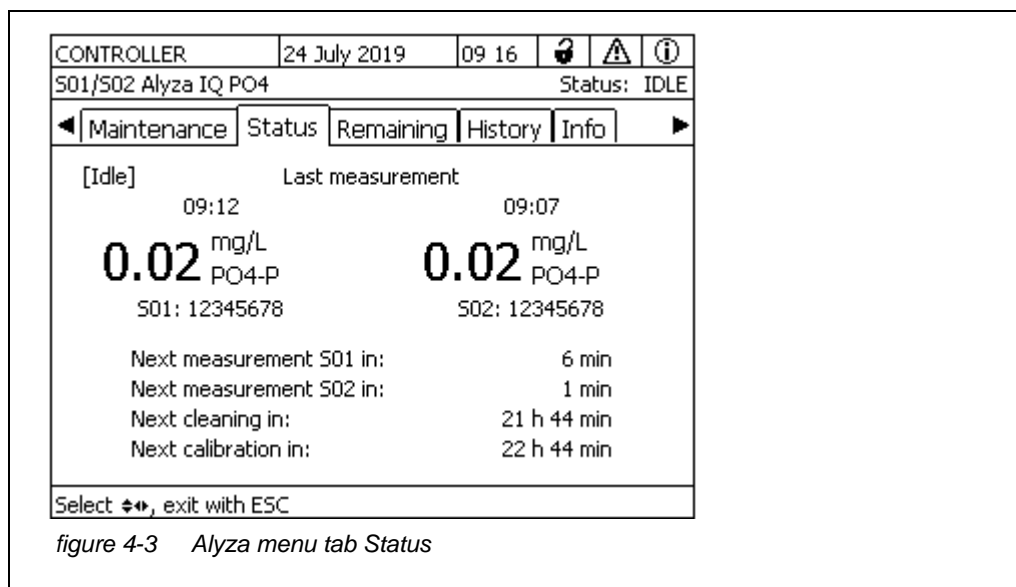 CONTROLLER 24 July 2019 09 16
S01/S02 Alyza IQ PO4 Status: IDLE
Maintenance Status Remaining History Info
[Idle] Last measurement
09:12 09:07
0.02 mg/L PO4-P 0.02 mg/L PO4-P
S01: 12345678 S02: 12345678
Next measurement S01 in: 6 min
Next measurement S02 in: 1 min
Next cleaning in: 21 h 44 min
Next calibration in: 22 h 44 min
Select , exit with ESC
figure 4-3 Alyza menu tab Status